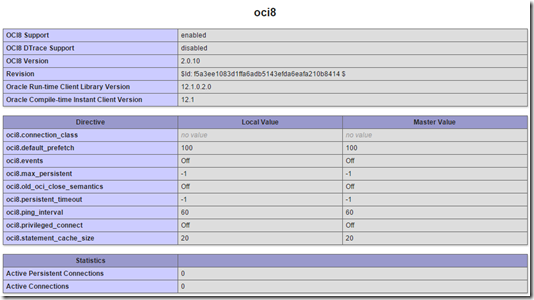 oci8
OCI8 Support enabled
OCI8 DTrace Support disabled
OCI8 Version 2.0.10
Revision $Id: f5a3ee1083d1ffa6adb5143efda6eafa210b8414 $
Oracle Run-time Client Library Version 12.1.0.2.0
Oracle Compile-time Instant Client Version 12.1
Directive Local Value Master Value
oci8.connection_class no value no value
oci8.default_prefetch 100 100
oci8.events Off Off
oci8.max_persistent -1 -1
oci8.old_oci_close_semantics Off Off
oci8.persistent_timeout -1 -1
oci8.ping_interval 60 60
oci8.privileged_connect Off Off
oci8.statement_cache_size 20 20
Statistics
Active Persistent Connections 0
Active Connections 0